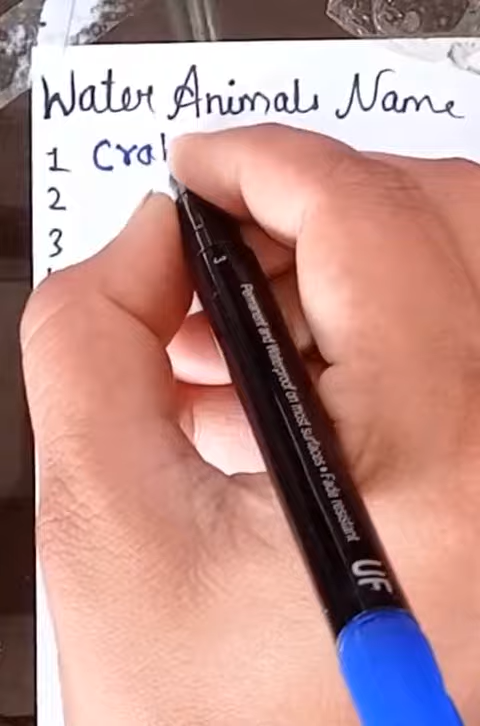 Water Animals Name
1 Cra
2
3
Permanent and Waterproof on most surfaces • Fade resistant
UF